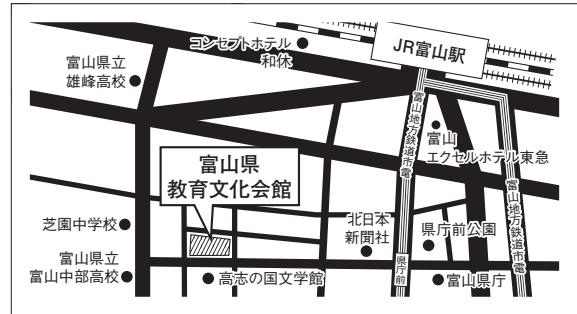 コンセプトホテル
和休
JR富山駅
富山県立
雄峰高校
富山地方鉄道市電
富山
エクセルホテル東急
富山地方鉄道市電
富山県
教育文化会館
芝園中学校
北日本
新聞社
県庁前公園
富山県立
富山中部高校
高志の国文学館
県庁前
富山県庁